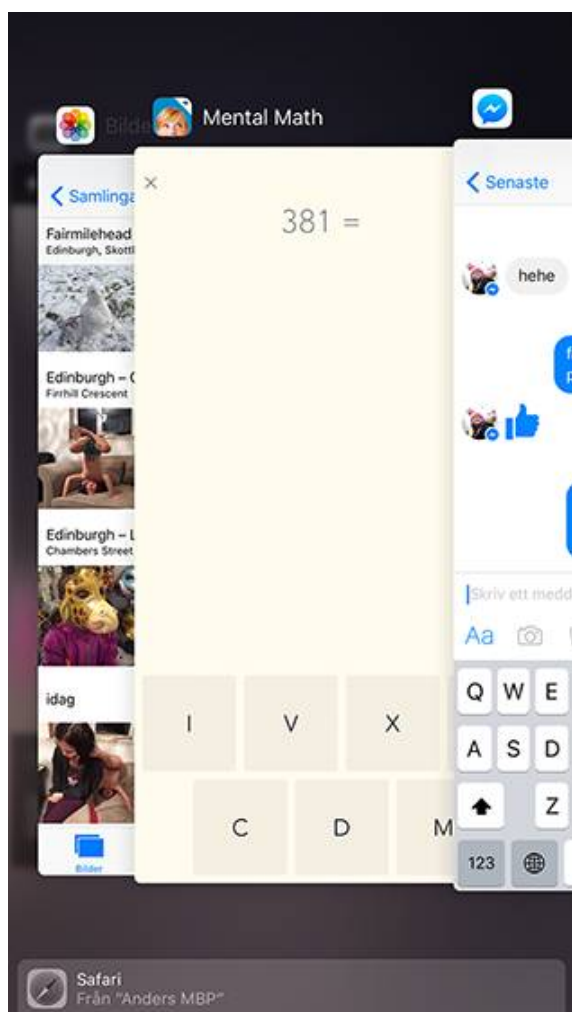 Bilde
Mental Math
Samlinga
Fairmilehead
Edinburgh, Skottl
Edinburgh – C
Firrhill Crescent
Edinburgh – L
Chambers Street
idag
Bilder
×
381 =
I V X
C D M
Senaste
hehe
f
p
Skriv ett medd
Aa
Q W E
A S D
Z
123
Safari
Från "Anders MBP"